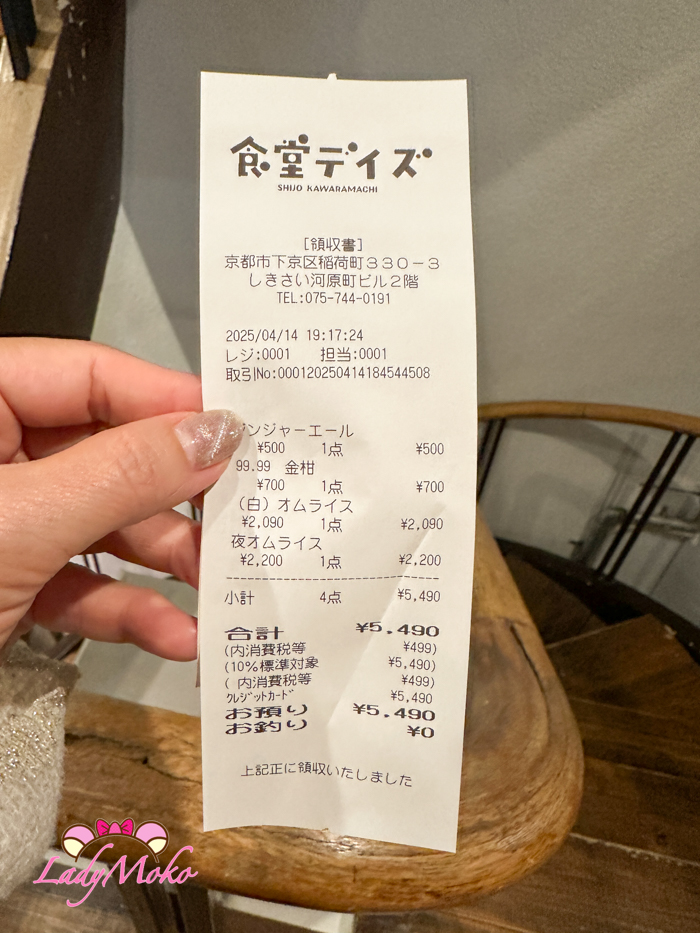 食堂デイズ
SHIJO KAWARAMACHI
[領収書]
京都市下京区稲荷町330-3
しきさい河原町ビル2階
TEL:075-744-0191
2025/04/14 19:17:24
レジ:0001 担当:0001
取引No:000120250414184544508
ジンジャーエール
¥500 1点 ¥500
99.99 金柑
¥700 1点 ¥700
(白)オムライス
¥2,090 1点 ¥2,090
夜オムライス
¥2,200 1点 ¥2,200
小計 4点 ¥5,490
合計 ¥5,490
(内消費税等 ¥499)
(10%標準対象 ¥5,490)
( 内消費税等 ¥499)
ｸﾚｼﾞｯﾄｶｰﾄﾞ ¥5,490
お預り ¥5,490
お釣り ¥0
上記正に領収いたしました
LadyMoko